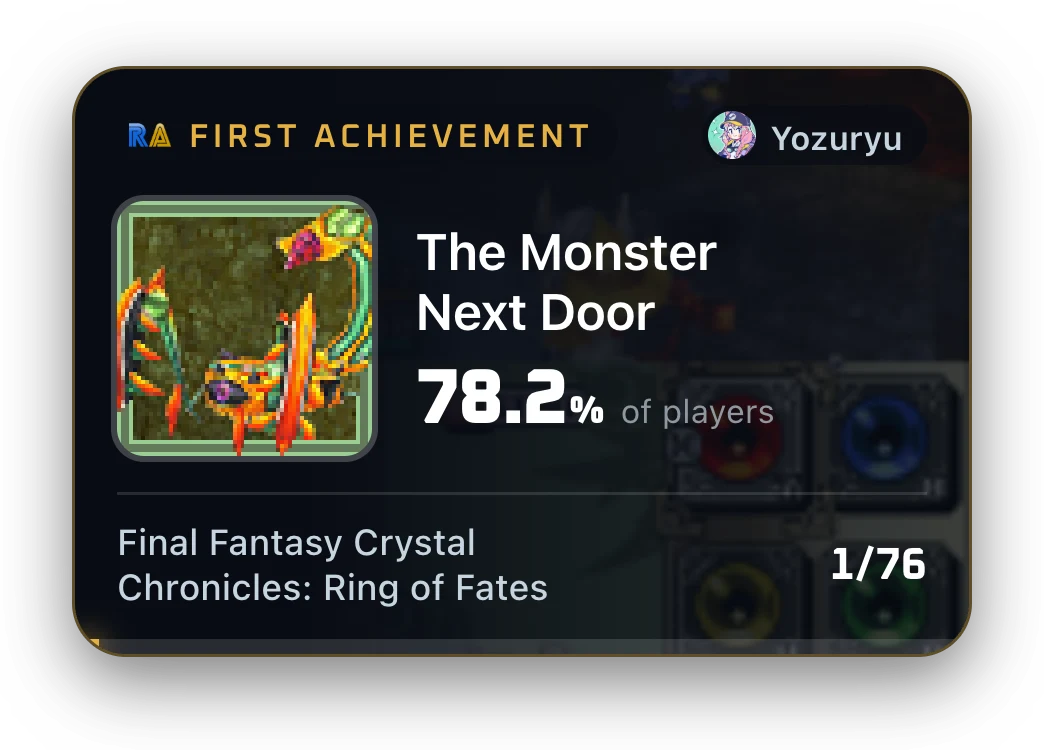 RA FIRST ACHIEVEMENT
Yozuryu
The Monster
Next Door
78.2% of players
Final Fantasy Crystal
Chronicles: Ring of Fates
1/76